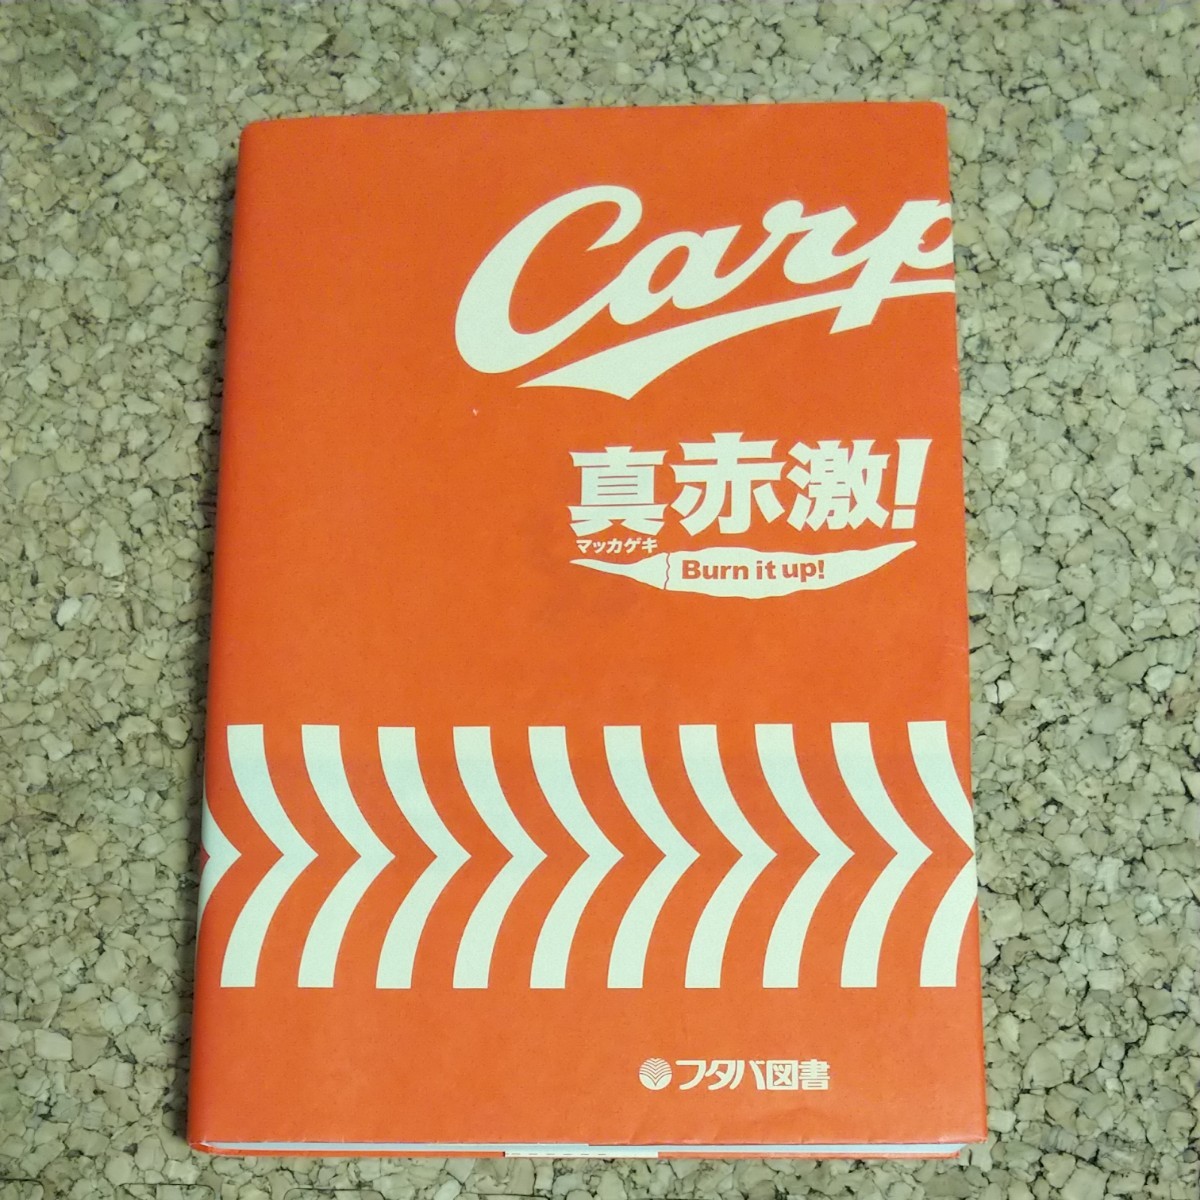 Carp
真赤激!
マッカゲキ
Burn it up!
フタバ図書